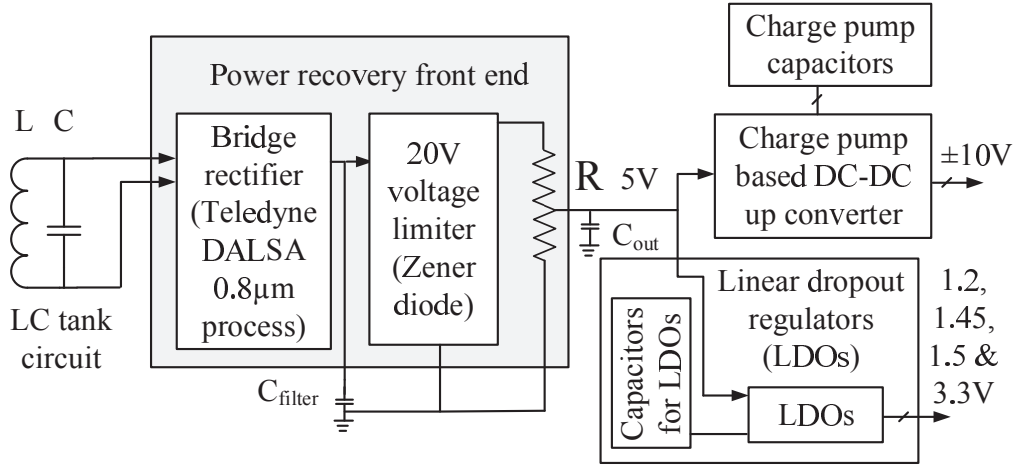 Charge pump
capacitors
Power recovery front end
L C
Bridge
rectifier
(Teledyne
DALSA
0.8µm
process)
20V
voltage
limiter
(Zener
diode)
R 5V
C_out
Charge pump
based DC-DC
up converter
±10V
LC tank
circuit
C_filter
Linear dropout
regulators
(LDOs)
Capacitors
for LDOs
LDOs
1.2,
1.45,
1.5 &
3.3V